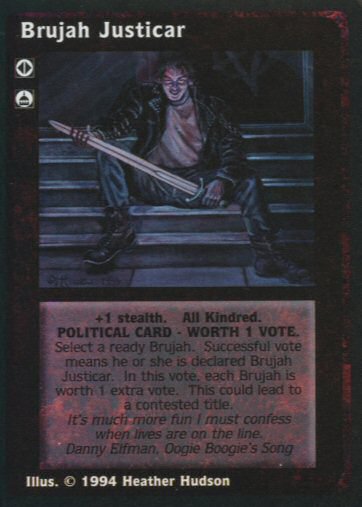 Brujah Justicar
+1 stealth. All Kindred.
POLITICAL CARD - WORTH 1 VOTE.
Select a ready Brujah. Successful vote
means he or she is declared Brujah
Justicar. In this vote, each Brujah is
worth 1 extra vote. This could lead to
a contested title.
It's much more fun I must confess
when lives are on the line.
Danny Elfman, Oogie Boogie's Song
Illus. © 1994 Heather Hudson